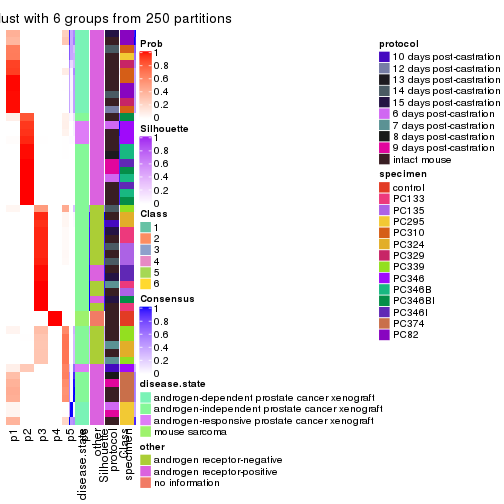 lust with 6 groups from 250 partitions
Prob
1
0.8
0.6
0.4
0.2
0
Silhouette
1
0.8
0.6
0.4
0.2
0
Class
1
2
3
4
5
6
Consensus
1
0.8
0.6
0.4
0.2
0
disease.state
androgen-dependent prostate cancer xenograft
androgen-independent prostate cancer xenograft
androgen-responsive prostate cancer xenograft
mouse sarcoma
other
androgen receptor-negative
androgen receptor-positive
no information
protocol
10 days post-castration
12 days post-castration
13 days post-castration
14 days post-castration
15 days post-castration
6 days post-castration
7 days post-castration
8 days post-castration
9 days post-castration
intact mouse
specimen
control
PC133
PC135
PC295
PC310
PC324
PC329
PC339
PC346
PC346B
PC346BI
PC346I
PC374
PC82
p1
p2
p3
p4
p5
disease.state
other
Silhouette
protocol
Class
specimen